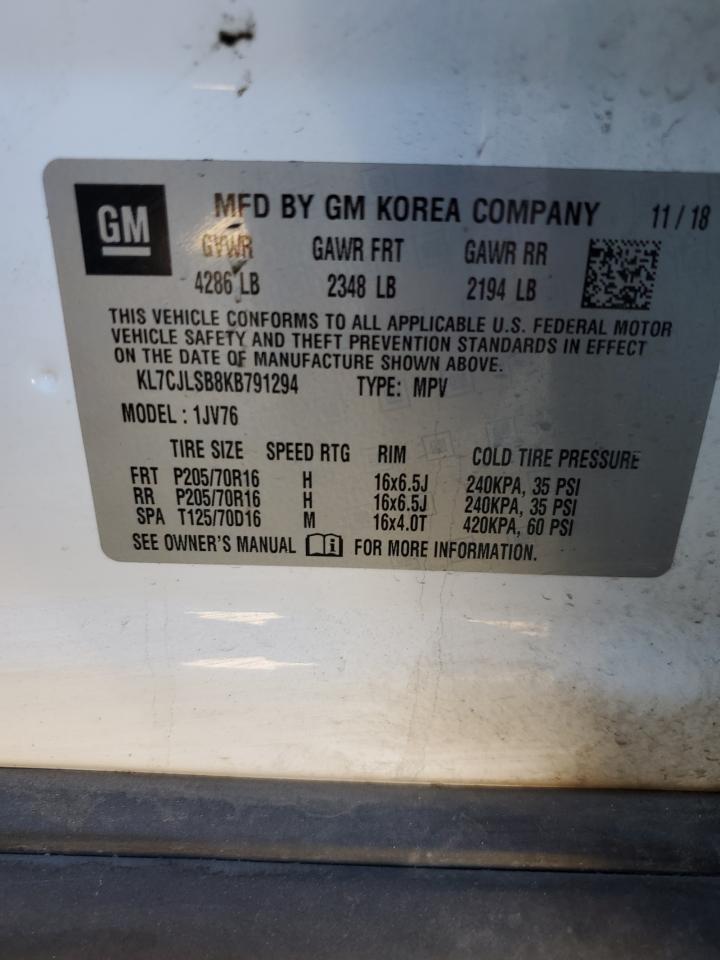 GM MFD BY GM KOREA COMPANY 11/18
GVWR GAWR FRT GAWR RR
4286 LB 2348 LB 2194 LB
THIS VEHICLE CONFORMS TO ALL APPLICABLE U.S. FEDERAL MOTOR
VEHICLE SAFETY AND THEFT PREVENTION STANDARDS IN EFFECT
ON THE DATE OF MANUFACTURE SHOWN ABOVE.
KL7CJLSB8KB791294 TYPE: MPV
MODEL : 1JV76
TIRE SIZE SPEED RTG RIM COLD TIRE PRESSURE
FRT P205/70R16 H 16x6.5J 240KPA, 35 PSI
RR P205/70R16 H 16x6.5J 240KPA, 35 PSI
SPA T125/70D16 M 16x4.0T 420KPA, 60 PSI
SEE OWNER'S MANUAL i FOR MORE INFORMATION.